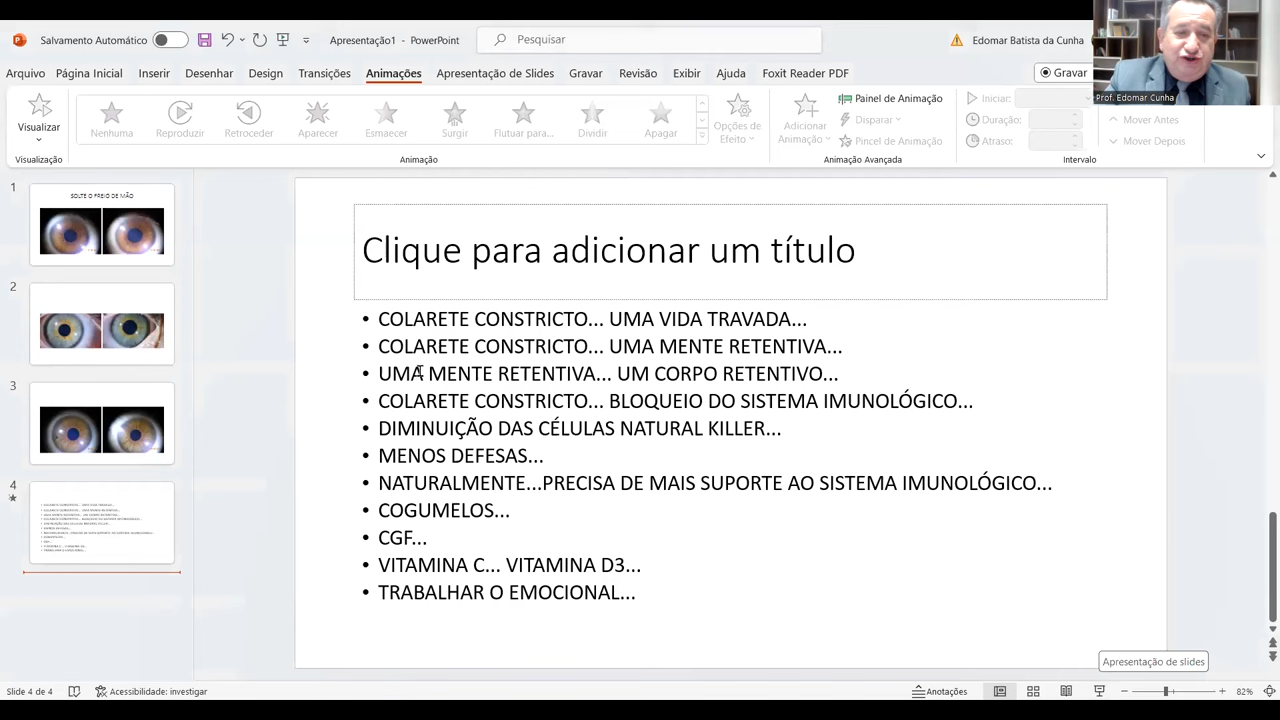 Salvamento Automático
Apresentação1 - PowerPoint
Pesquisar
Edomar Batista da Cunha
Arquivo Página Inicial Inserir Desenhar Design Transições Animações Apresentação de Slides Gravar Revisão Exibir Ajuda Foxit Reader PDF
Gravar
Prof. Edomar Cunha
Visualizar
Nenhuma Reproduzir Retroceder Aparecer Esmaecer Surgir Flutuar para... Dividir Apagar
Opções de Efeito
Adicionar Animação
Painel de Animação
Disparar
Pincel de Animação
Iniciar:
Duração:
Atraso:
Mover Antes
Mover Depois
Visualização
Animação
Animação Avançada
Intervalo
1
SOLTE O FREIO DE MÃO
2
3
4
Clique para adicionar um título
• COLARETE CONSTRICTO... UMA VIDA TRAVADA...
• COLARETE CONSTRICTO... UMA MENTE RETENTIVA...
• UMA MENTE RETENTIVA... UM CORPO RETENTIVO...
• COLARETE CONSTRICTO... BLOQUEIO DO SISTEMA IMUNOLÓGICO...
• DIMINUIÇÃO DAS CÉLULAS NATURAL KILLER...
• MENOS DEFESAS...
• NATURALMENTE...PRECISA DE MAIS SUPORTE AO SISTEMA IMUNOLÓGICO...
• COGUMELOS...
• CGF...
• VITAMINA C... VITAMINA D3...
• TRABALHAR O EMOCIONAL...
Apresentação de slides
Slide 4 de 4
Acessibilidade: investigar
Anotações
82%